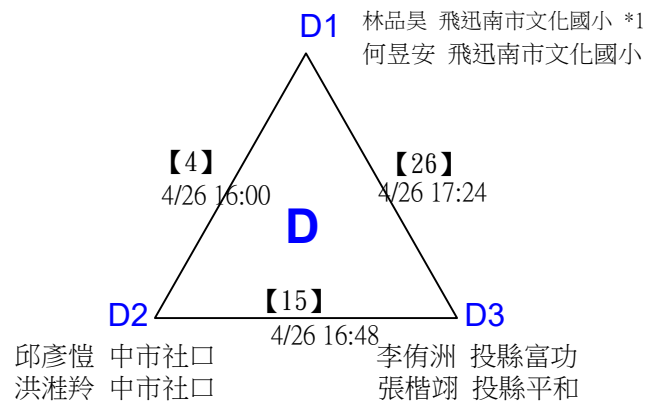 D1 林品昊 飛迅南市文化國小 *1
何昱安 飛迅南市文化國小
【4】
4/26 16:00
【26】
4/26 17:24
D
【15】
4/26 16:48
D2
D3
邱彥愷 中市社口
洪溎羚 中市社口
李侑洲 投縣富功
張楷翊 投縣平和